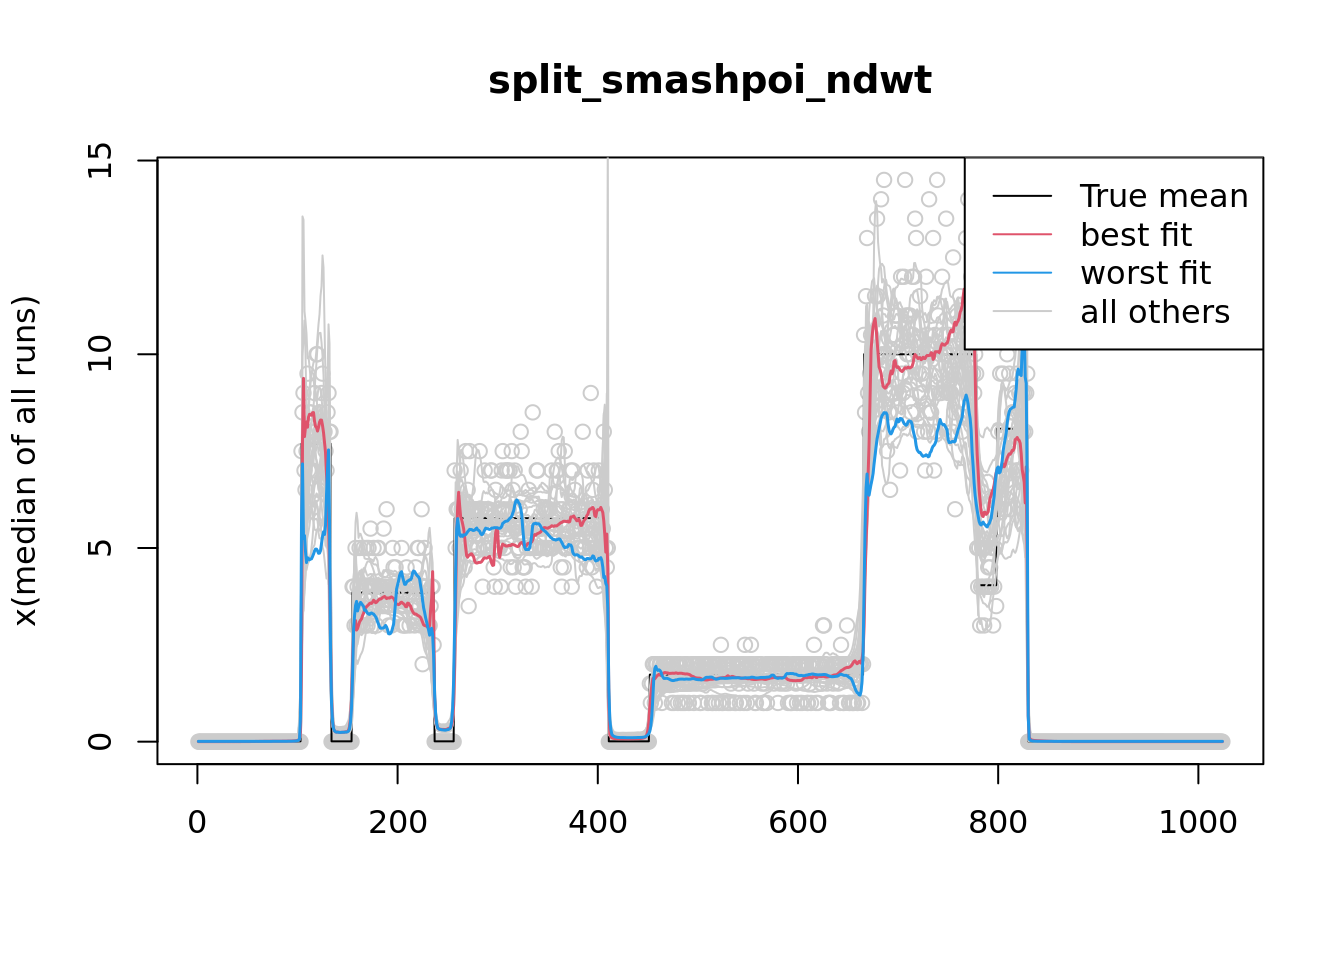 split_smashpoi_ndwt
x(median of all runs)
15
10
5
0
True mean
best fit
worst fit
all others
0 200 400 600 800 1000